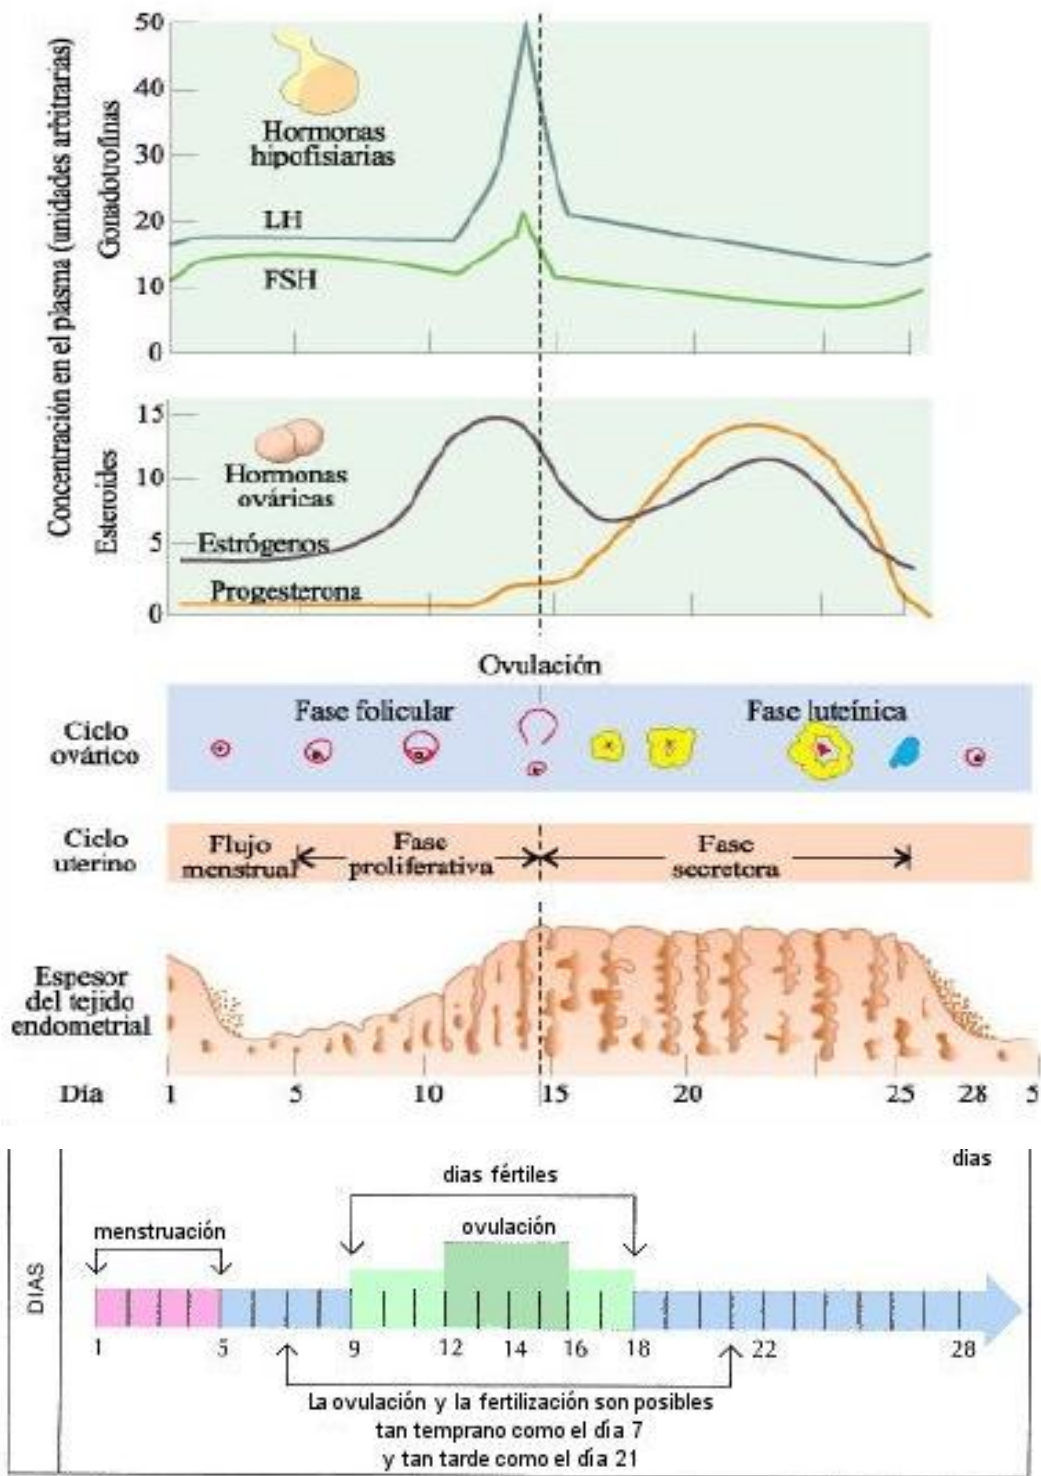 Concentración en el plasma (unidades arbitrarias)
Gonadotrofinas
50
40
30
20
10
0
Hormonas
hipofisiarias
LH
FSH
Esteroides
15
10
5
0
Hormonas
ováricas
Estrógenos
Progesterona
Ovulación
Ciclo
ovárico
Fase folicular
Fase luteínica
Ciclo
uterino
Flujo
menstrual
Fase
proliferativa
Fase
secretora
Espesor
del tejido
endometrial
Día 1 5 10 15 20 25 28 5
dias
DIAS
dias fértiles
menstruación
ovulación
1 5 9 12 14 16 18 22 28
La ovulación y la fertilización son posibles
tan temprano como el día 7
y tan tarde como el día 21